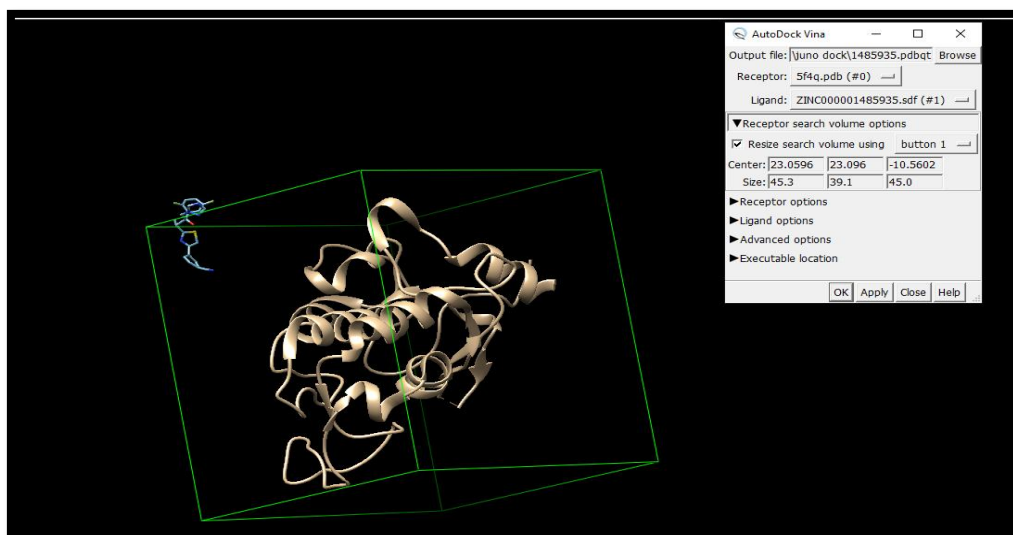 AutoDock Vina
Output file: \juno dock\1485935.pdbqt Browse
Receptor: 5f4q.pdb (#0)
Ligand: ZINC000001485935.sdf (#1)
▼Receptor search volume options
Resize search volume using button 1
Center: 23.0596 23.096 -10.5602
Size: 45.3 39.1 45.0
►Receptor options
►Ligand options
►Advanced options
►Executable location
OK Apply Close Help